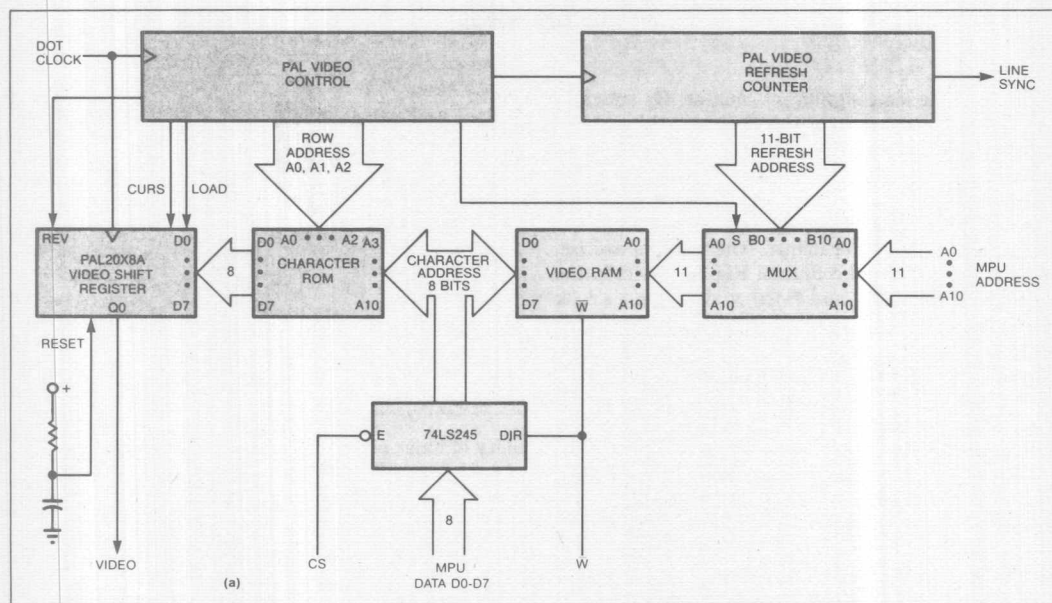 DOT
CLOCK
PAL VIDEO
CONTROL
PAL VIDEO
REFRESH
COUNTER
LINE
SYNC
ROW
ADDRESS
A0, A1, A2
11-BIT
REFRESH
ADDRESS
CURS
LOAD
REV
D0
PAL20X8A
VIDEO SHIFT
REGISTER
D7
Q0
8
D0
A0
A2
A3
CHARACTER
ROM
D7
A10
CHARACTER
ADDRESS
8 BITS
D0
A0
VIDEO RAM
D7
W
A10
11
A0
S
B0
B10
A0
MUX
A10
A10
11
A0
A10
MPU
ADDRESS
RESET
+
E
74LS245
DIR
8
VIDEO
(a)
CS
MPU
DATA D0-D7
W